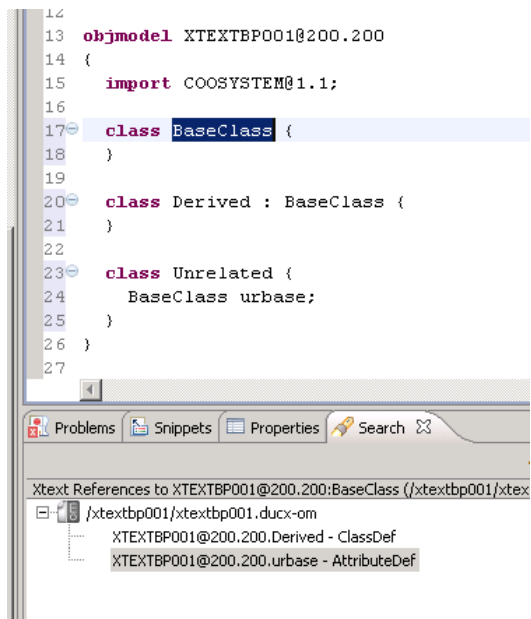 12
13 objmodel XTEXTBP001@200.200
14 {
15 import COOSYSTEM@1.1;
16
17 class BaseClass {
18 }
19
20 class Derived : BaseClass {
21 }
22
23 class Unrelated {
24 BaseClass urbase;
25 }
26 }
27
Problems Snippets Properties Search
Xtext References to XTEXTBP001@200.200:BaseClass (/xtextbp001/xtex
/xtextbp001/xtextbp001.ducx-om
XTEXTBP001@200.200.Derived - ClassDef
XTEXTBP001@200.200.urbase - AttributeDef